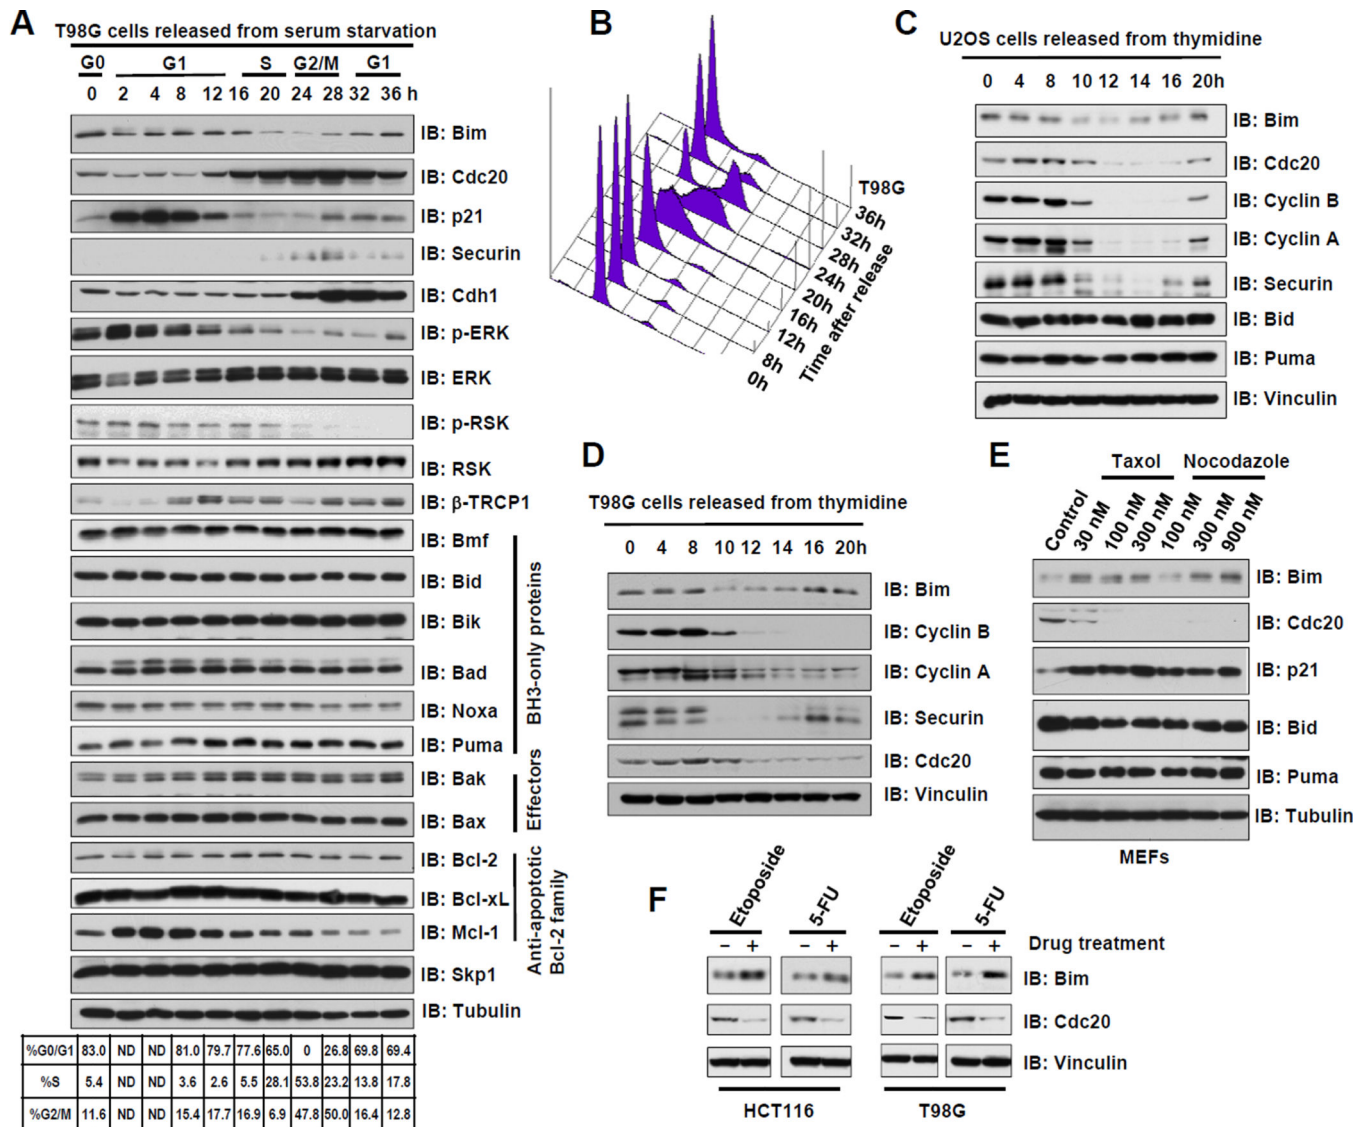 A
T98G cells released from serum starvation
G0 G1 S G2/M G1
0 2 4 8 12 16 20 24 28 32 36 h
IB: Bim
IB: Cdc20
IB: p21
IB: Securin
IB: Cdh1
IB: p-ERK
IB: ERK
IB: p-RSK
IB: RSK
IB: β-TRCP1
IB: Bmf
IB: Bid
IB: Bik
IB: Bad
IB: Noxa
IB: Puma
IB: Bak
IB: Bax
IB: Bcl-2
IB: Bcl-xL
IB: Mcl-1
IB: Skp1
IB: Tubulin
BH3-only proteins
Effectors
Anti-apoptotic
Bcl-2 family
%G0/G1 83.0 ND ND 81.0 79.7 77.6 65.0 0 26.8 69.8 69.4
%S 5.4 ND ND 3.6 2.6 5.5 28.1 53.8 23.2 13.8 17.8
%G2/M 11.6 ND ND 15.4 17.7 16.9 6.9 47.8 50.0 16.4 12.8
B
T98G
36h
32h
28h
24h
20h
16h
12h
8h
0h
Time after release
C
U2OS cells released from thymidine
0 4 8 10 12 14 16 20h
IB: Bim
IB: Cdc20
IB: Cyclin B
IB: Cyclin A
IB: Securin
IB: Bid
IB: Puma
IB: Vinculin
D
T98G cells released from thymidine
0 4 8 10 12 14 16 20h
IB: Bim
IB: Cyclin B
IB: Cyclin A
IB: Securin
IB: Cdc20
IB: Vinculin
E
Taxol Nocodazole
Control 30 nM 100 nM 300 nM 100 nM 300 nM 900 nM
IB: Bim
IB: Cdc20
IB: p21
IB: Bid
IB: Puma
IB: Tubulin
MEFs
F
Etoposide 5-FU Etoposide 5-FU
– + – + – + – + Drug treatment
IB: Bim
IB: Cdc20
IB: Vinculin
HCT116 T98G